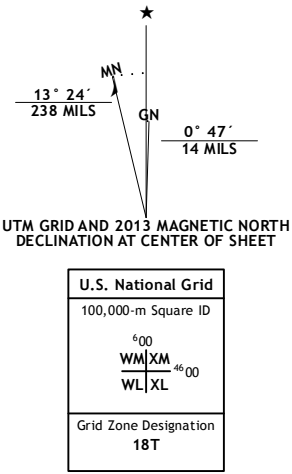 ★
MN
GN
13° 24´
238 MILS
0° 47´
14 MILS
UTM GRID AND 2013 MAGNETIC NORTH
DECLINATION AT CENTER OF SHEET
U.S. National Grid
100,000-m Square ID
⁶00
WM XM
⁴⁶00
WL XL
Grid Zone Designation
18T